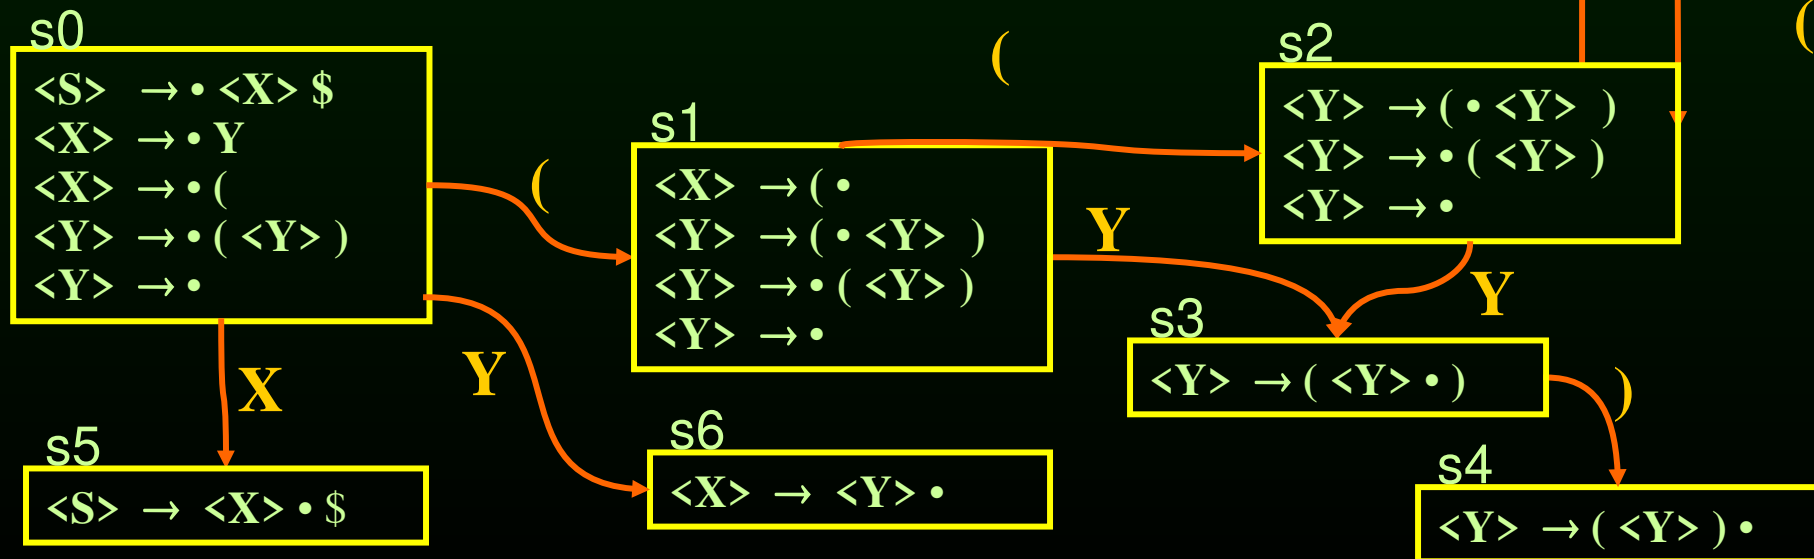 s0
<S> → • <X> $
<X> → • Y
<X> → • (
<Y> → • ( <Y> )
<Y> → •
(
s1
<X> → ( •
<Y> → ( • <Y> )
<Y> → • ( <Y> )
<Y> → •
(
s2
<Y> → ( • <Y> )
<Y> → • ( <Y> )
<Y> → •
(
Y
Y
s3
<Y> → ( <Y> • )
)
s4
<Y> → ( <Y> ) •
X
Y
s5
<S> → <X> • $
s6
<X> → <Y> •